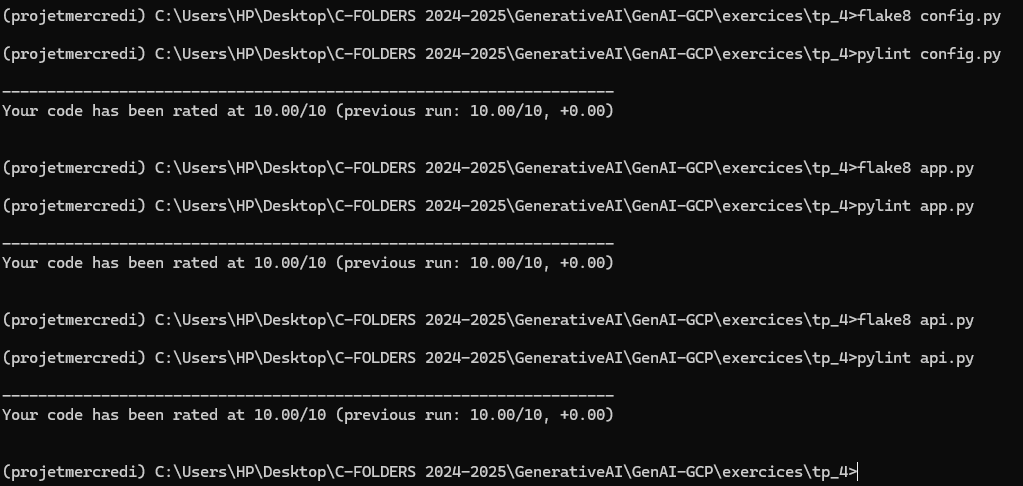 (projetmercredi) C:\Users\HP\Desktop\C-FOLDERS 2024-2025\GenerativeAI\GenAI-GCP\exercices\tp_4>flake8 config.py
(projetmercredi) C:\Users\HP\Desktop\C-FOLDERS 2024-2025\GenerativeAI\GenAI-GCP\exercices\tp_4>pylint config.py
--------------------------------------------------------------------
Your code has been rated at 10.00/10 (previous run: 10.00/10, +0.00)
(projetmercredi) C:\Users\HP\Desktop\C-FOLDERS 2024-2025\GenerativeAI\GenAI-GCP\exercices\tp_4>flake8 app.py
(projetmercredi) C:\Users\HP\Desktop\C-FOLDERS 2024-2025\GenerativeAI\GenAI-GCP\exercices\tp_4>pylint app.py
--------------------------------------------------------------------
Your code has been rated at 10.00/10 (previous run: 10.00/10, +0.00)
(projetmercredi) C:\Users\HP\Desktop\C-FOLDERS 2024-2025\GenerativeAI\GenAI-GCP\exercices\tp_4>flake8 api.py
(projetmercredi) C:\Users\HP\Desktop\C-FOLDERS 2024-2025\GenerativeAI\GenAI-GCP\exercices\tp_4>pylint api.py
--------------------------------------------------------------------
Your code has been rated at 10.00/10 (previous run: 10.00/10, +0.00)
(projetmercredi) C:\Users\HP\Desktop\C-FOLDERS 2024-2025\GenerativeAI\GenAI-GCP\exercices\tp_4>